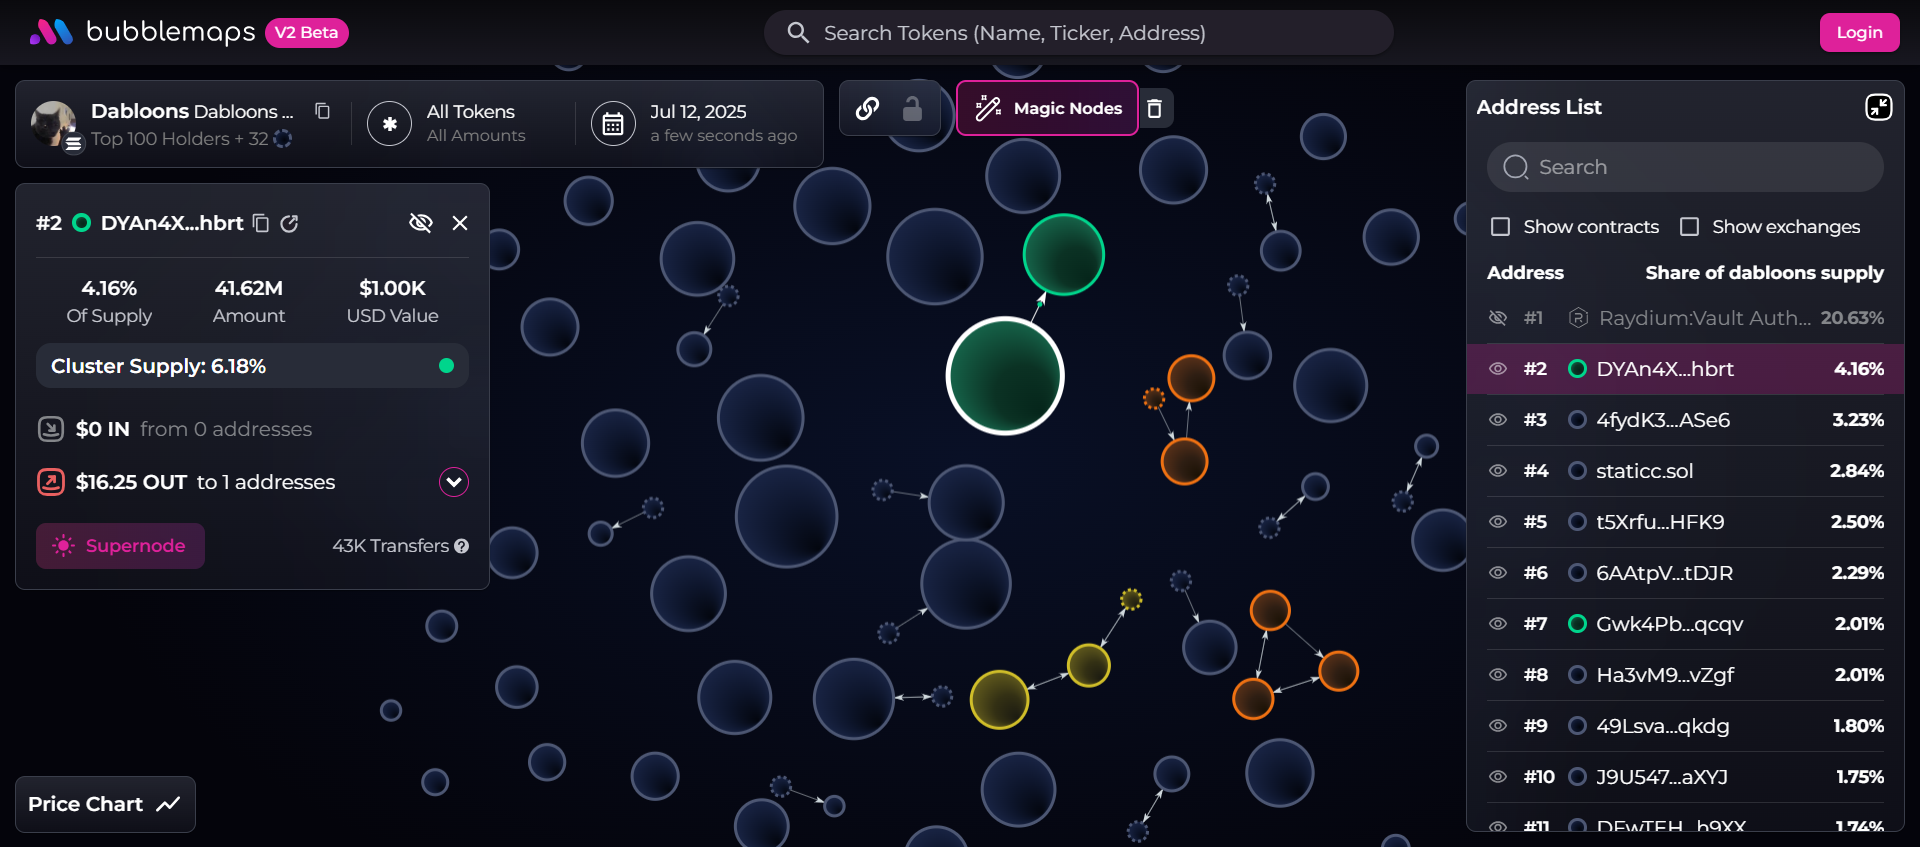 bubblemaps V2 Beta
Search Tokens (Name, Ticker, Address)
Login
Dabloons Dabloons ...
Top 100 Holders + 32
All Tokens
All Amounts
Jul 12, 2025
a few seconds ago
Magic Nodes
#2 DYAn4X...hbrt
4.16% 41.62M $1.00K
Of Supply Amount USD Value
Cluster Supply: 6.18%
$0 IN from 0 addresses
$16.25 OUT to 1 addresses
Supernode 43K Transfers
Price Chart
Address List
Search
Show contracts Show exchanges
Address Share of dabloons supply
#1 Raydium:Vault Auth... 20.63%
#2 DYAn4X...hbrt 4.16%
#3 4fydK3...ASe6 3.23%
#4 staticc.sol 2.84%
#5 t5Xrfu...HFK9 2.50%
#6 6AAtpV...tDJR 2.29%
#7 Gwk4Pb...qcqv 2.01%
#8 Ha3vM9...vZgf 2.01%
#9 49Lsva...qkdg 1.80%
#10 J9U547...aXYJ 1.75%
#11 1.74%